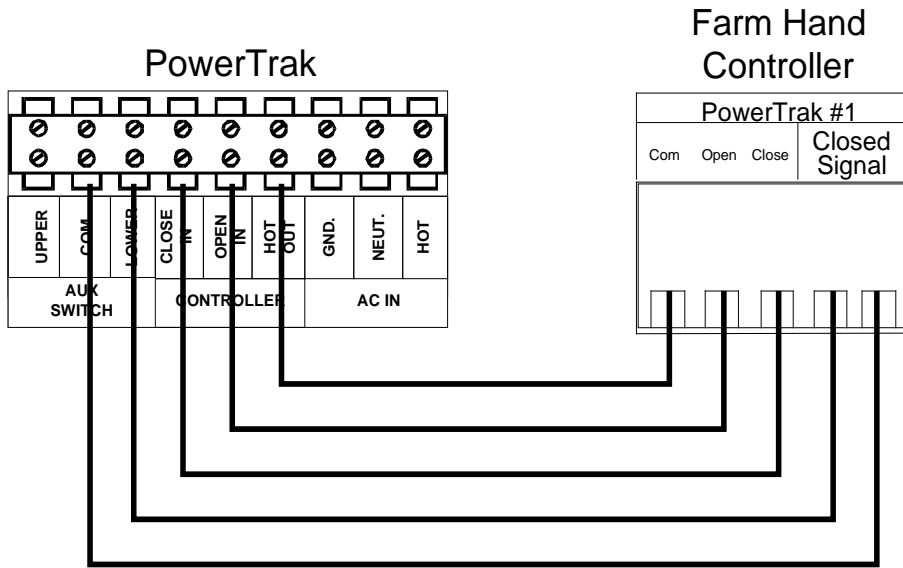 Farm Hand
Controller
PowerTrak
PowerTrak #1
Com Open Close
Closed
Signal
UPPER
COM
LOWER
CLOSE
IN
OPEN
IN
HOT
OUT
GND.
NEUT.
HOT
AUX
SWITCH
CONTROLLER
AC IN